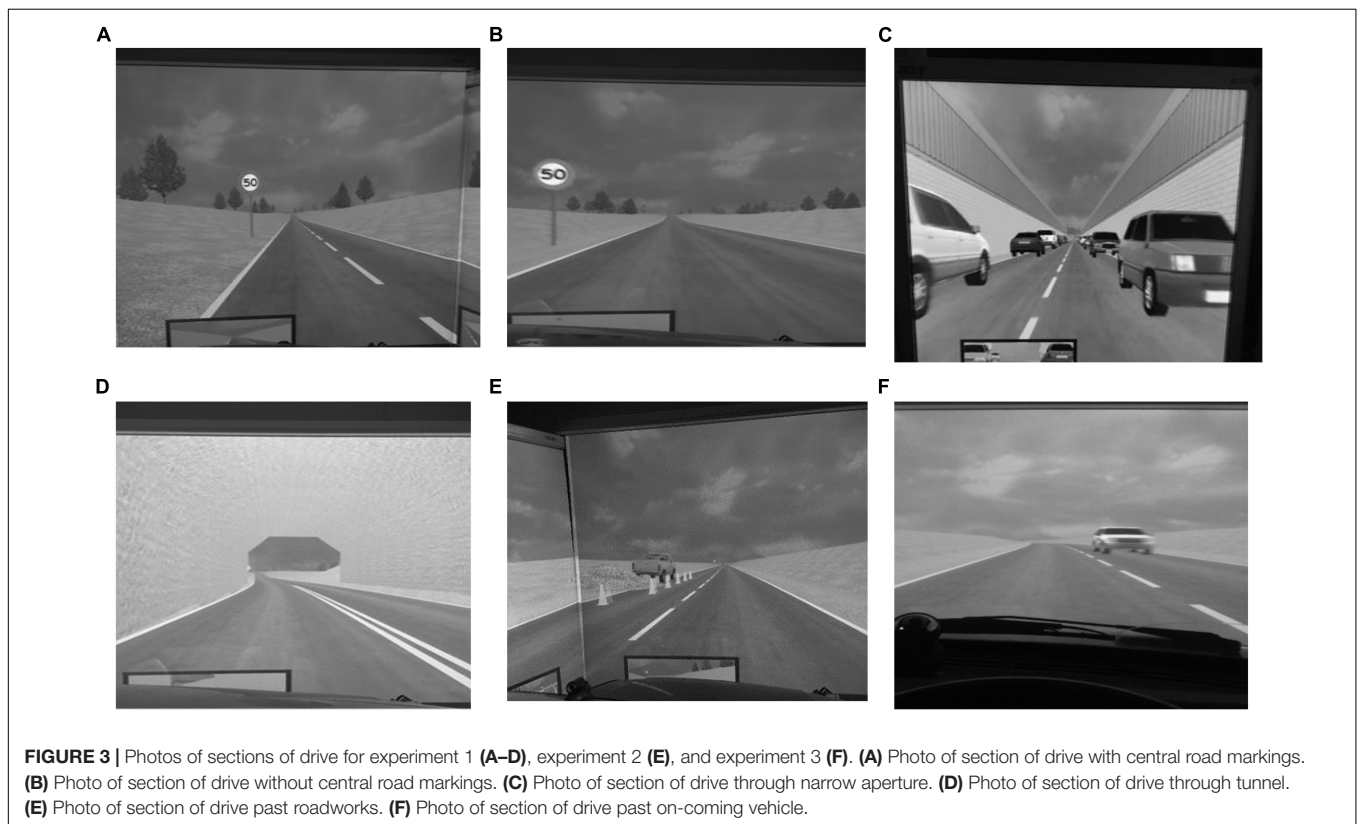 A
B
C
50
50
D
E
F
FIGURE 3 | Photos of sections of drive for experiment 1 (A–D), experiment 2 (E), and experiment 3 (F). (A) Photo of section of drive with central road markings.
(B) Photo of section of drive without central road markings. (C) Photo of section of drive through narrow aperture. (D) Photo of section of drive through tunnel.
(E) Photo of section of drive past roadworks. (F) Photo of section of drive past on-coming vehicle.